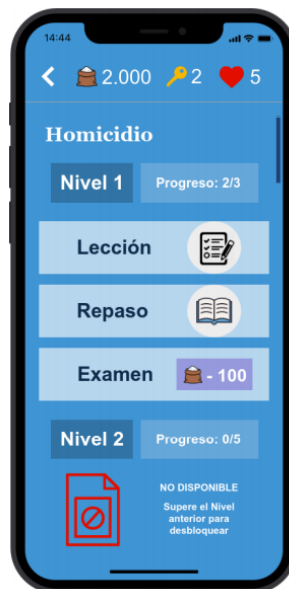 14:44
2.000 2 5
Homicidio
Nivel 1 Progreso: 2/3
Lección
Repaso
Examen - 100
Nivel 2 Progreso: 0/5
NO DISPONIBLE
Supere el Nivel
anterior para
desbloquear